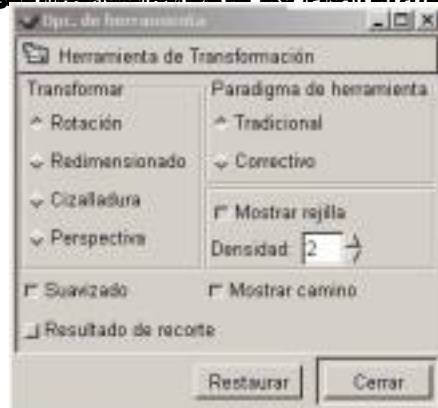 Opc. de herramienta
Herramienta de Transformación
Transformar
Paradigma de herramienta
Rotación
Tradicional
Redimensionado
Correctivo
Cizalladura
Mostrar rejilla
Perspectiva
Densidad: 2
Suavizado
Mostrar camino
Resultado de recorte
Restaurar
Cerrar